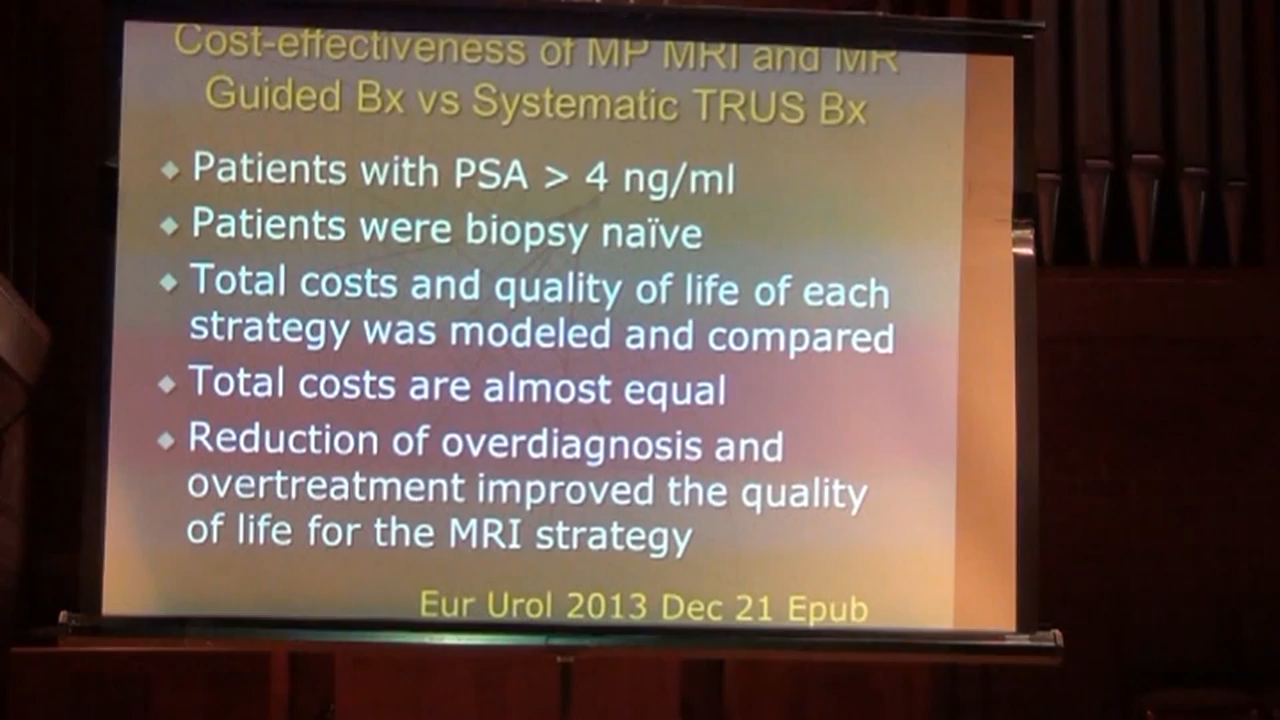 Cost-effectiveness of MP MRI and MR
Guided Bx vs Systematic TRUS Bx
Patients with PSA > 4 ng/ml
Patients were biopsy naïve
Total costs and quality of life of each
strategy was modeled and compared
Total costs are almost equal
Reduction of overdiagnosis and
overtreatment improved the quality
of life for the MRI strategy
Eur Urol 2013 Dec 21 Epub